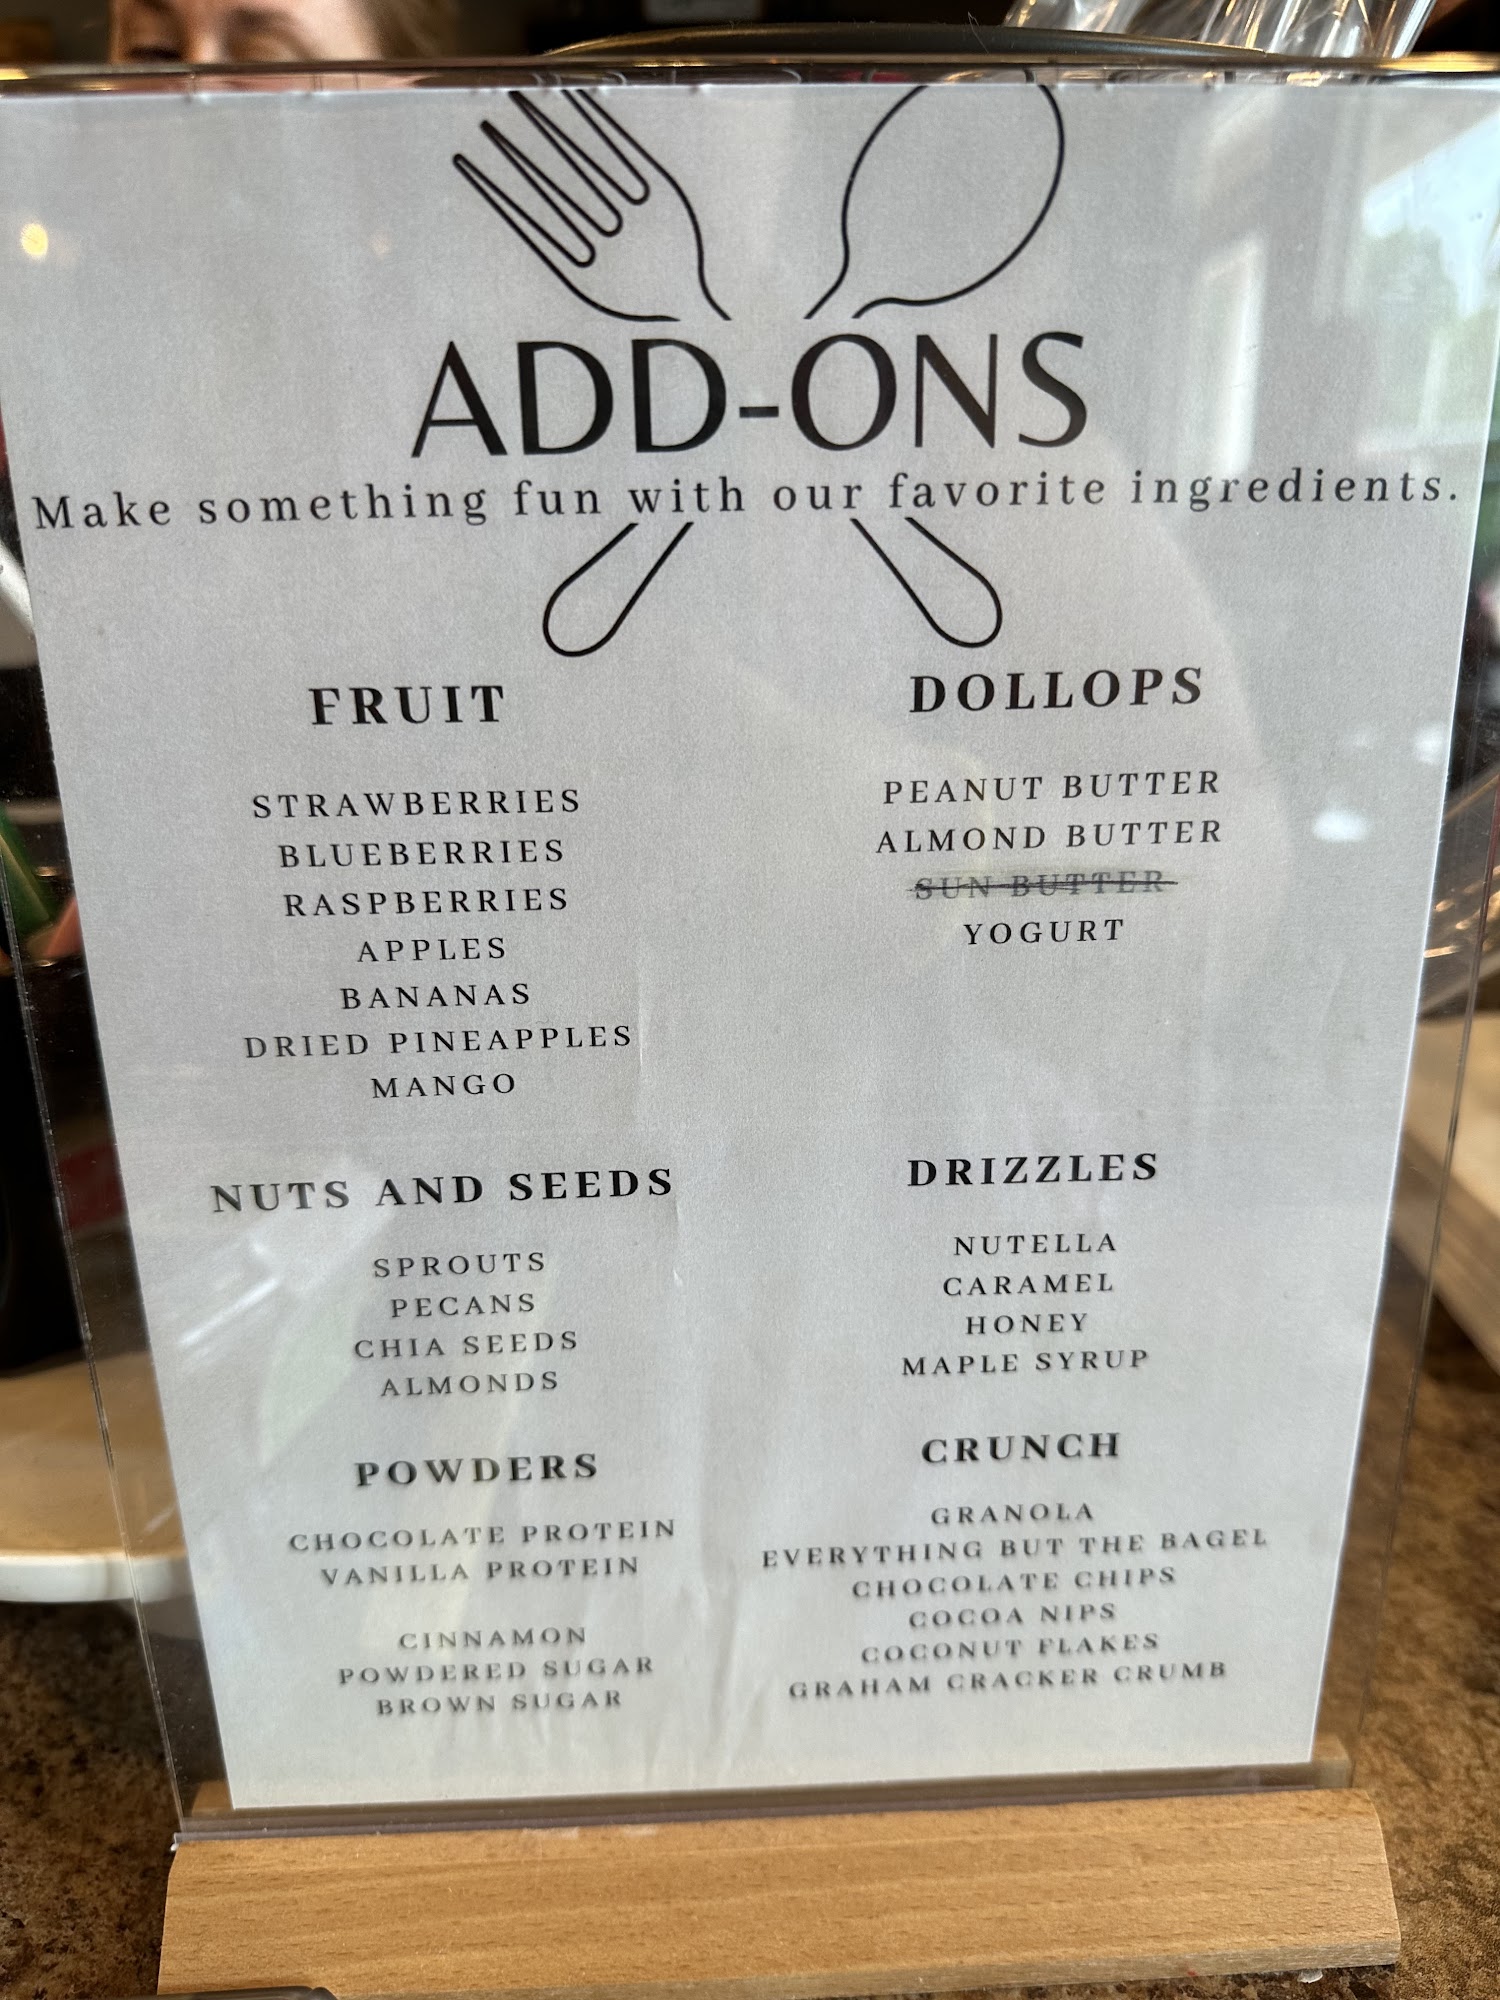 ADD-ONS
Make something fun with our favorite ingredients.
FRUIT
STRAWBERRIES
BLUEBERRIES
RASPBERRIES
APPLES
BANANAS
DRIED PINEAPPLES
MANGO
NUTS AND SEEDS
SPROUTS
PECANS
CHIA SEEDS
ALMONDS
POWDERS
CHOCOLATE PROTEIN
VANILLA PROTEIN
CINNAMON
POWDERED SUGAR
BROWN SUGAR
DOLLOPS
PEANUT BUTTER
ALMOND BUTTER
SUN BUTTER
YOGURT
DRIZZLES
NUTELLA
CARAMEL
HONEY
MAPLE SYRUP
CRUNCH
GRANOLA
EVERYTHING BUT THE BAGEL
CHOCOLATE CHIPS
COCOA NIPS
COCONUT FLAKES
GRAHAM CRACKER CRUMB